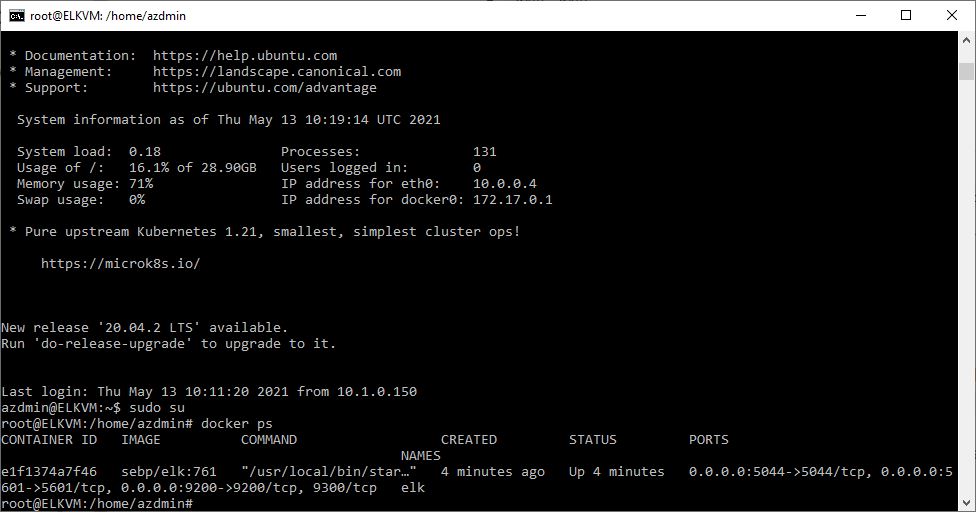 root@ELKVM: /home/azdmin
* Documentation:  https://help.ubuntu.com
* Management:     https://landscape.canonical.com
* Support:        https://ubuntu.com/advantage
System information as of Thu May 13 10:19:14 UTC 2021
System load:  0.18              Processes:              131
Usage of /:   16.1% of 28.90GB   Users logged in:        0
Memory usage: 71%               IP address for eth0:    10.0.0.4
Swap usage:   0%                IP address for docker0: 172.17.0.1
* Pure upstream Kubernetes 1.21, smallest, simplest cluster ops!
https://microk8s.io/
New release '20.04.2 LTS' available.
Run 'do-release-upgrade' to upgrade to it.
Last login: Thu May 13 10:11:20 2021 from 10.1.0.150
azdmin@ELKVM:~$ sudo su
root@ELKVM:/home/azdmin# docker ps
CONTAINER ID   IMAGE          COMMAND                  CREATED         STATUS         PORTS
NAMES
e1f1374a7f46   sebp/elk:761   "/usr/local/bin/star…"   4 minutes ago   Up 4 minutes   0.0.0.0:5044->5044/tcp, 0.0.0.0:5
601->5601/tcp, 0.0.0.0:9200->9200/tcp, 9300/tcp   elk
root@ELKVM:/home/azdmin#